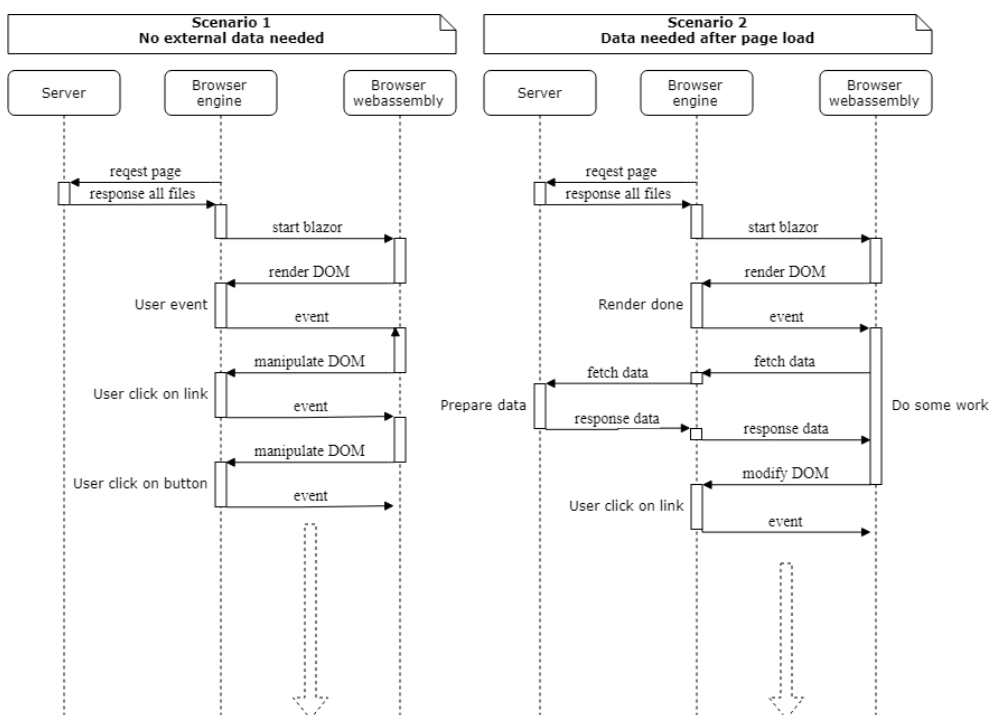 Scenario 1
No external data needed
Server
Browser
engine
Browser
webassembly
reqest page
response all files
start blazor
render DOM
User event
event
manipulate DOM
User click on link
event
manipulate DOM
User click on button
event
Scenario 2
Data needed after page load
Server
Browser
engine
Browser
webassembly
reqest page
response all files
start blazor
render DOM
Render done
event
fetch data
fetch data
Prepare data
Do some work
response data
response data
modify DOM
User click on link
event